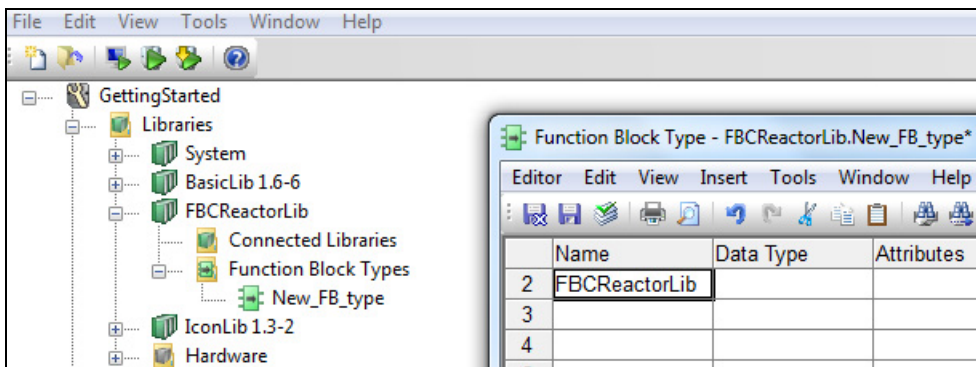 File Edit View Tools Window Help
GettingStarted
Libraries
System
BasicLib 1.6-6
FBCReactorLib
Connected Libraries
Function Block Types
New_FB_type
IconLib 1.3-2
Hardware
Function Block Type - FBCReactorLib.New_FB_type*
Editor Edit View Insert Tools Window Help
Name Data Type Attributes
2 FBCReactorLib
3
4